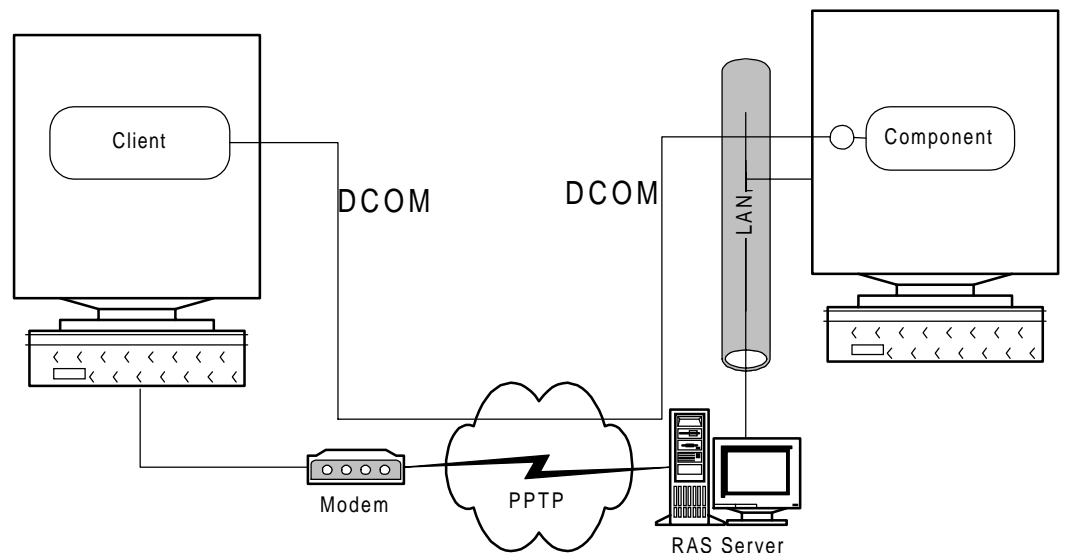 Client
Component
DCOM
DCOM
LAN
Modem
PPTP
RAS Server